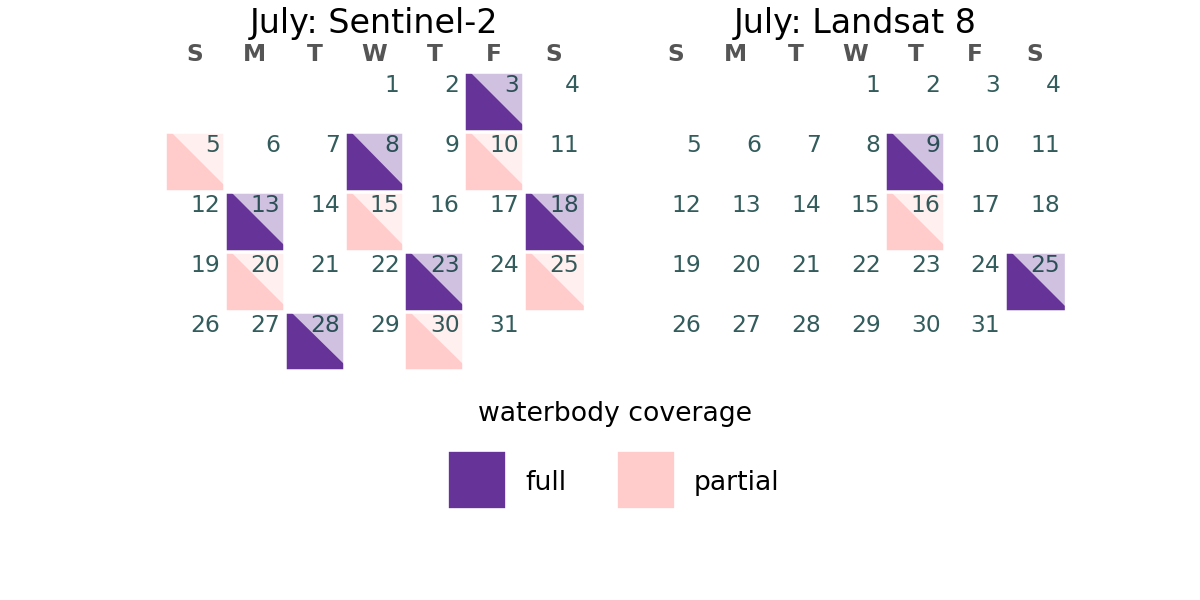 July: Sentinel-2
S M T W T F S
1 2 3 4
5 6 7 8 9 10 11
12 13 14 15 16 17 18
19 20 21 22 23 24 25
26 27 28 29 30 31
July: Landsat 8
S M T W T F S
1 2 3 4
5 6 7 8 9 10 11
12 13 14 15 16 17 18
19 20 21 22 23 24 25
26 27 28 29 30 31
waterbody coverage
full partial